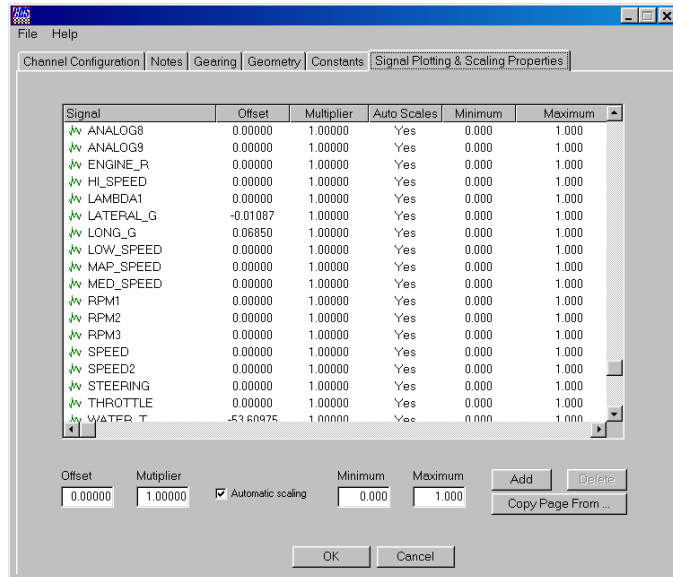 File Help
Channel Configuration Notes Gearing Geometry Constants Signal Plotting & Scaling Properties
Signal Offset Multiplier Auto Scales Minimum Maximum
ANALOG8 0.00000 1.00000 Yes 0.000 1.000
ANALOG9 0.00000 1.00000 Yes 0.000 1.000
ENGINE_R 0.00000 1.00000 Yes 0.000 1.000
HI_SPEED 0.00000 1.00000 Yes 0.000 1.000
LAMBDA1 0.00000 1.00000 Yes 0.000 1.000
LATERAL_G -0.01087 1.00000 Yes 0.000 1.000
LONG_G 0.06850 1.00000 Yes 0.000 1.000
LOW_SPEED 0.00000 1.00000 Yes 0.000 1.000
MAP_SPEED 0.00000 1.00000 Yes 0.000 1.000
MED_SPEED 0.00000 1.00000 Yes 0.000 1.000
RPM1 0.00000 1.00000 Yes 0.000 1.000
RPM2 0.00000 1.00000 Yes 0.000 1.000
RPM3 0.00000 1.00000 Yes 0.000 1.000
SPEED 0.00000 1.00000 Yes 0.000 1.000
SPEED2 0.00000 1.00000 Yes 0.000 1.000
STEERING 0.00000 1.00000 Yes 0.000 1.000
THROTTLE 0.00000 1.00000 Yes 0.000 1.000
WATER_T -53.60975 1.00000 Yes 0.000 1.000
Offset Mutiplier Minimum Maximum
0.00000 1.00000 Automatic scaling 0.000 1.000
Add Delete
Copy Page From ...
OK Cancel